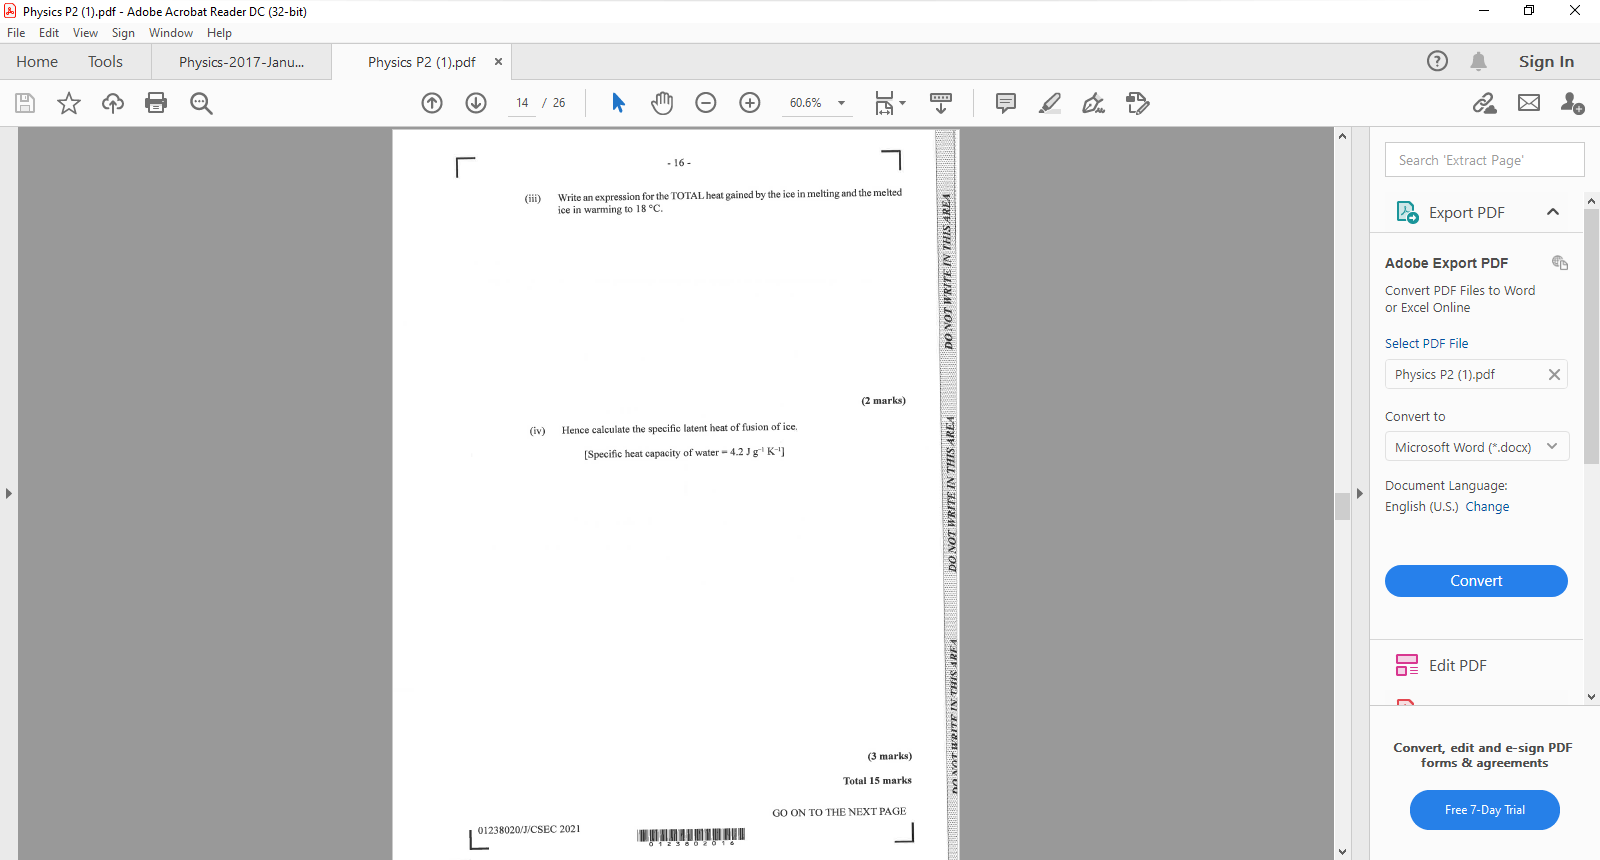 Physics P2 (1).pdf - Adobe Acrobat Reader DC (32-bit)
File Edit View Sign Window Help
Home Tools Physics-2017-Janu... Physics P2 (1).pdf × Sign In
14 / 26 60.6%
- 16 -
(iii) Write an expression for the TOTAL heat gained by the ice in melting and the melted
ice in warming to 18 °C.
(2 marks)
(iv) Hence calculate the specific latent heat of fusion of ice.
[Specific heat capacity of water = 4.2 J g⁻¹ K⁻¹]
(3 marks)
Total 15 marks
GO ON TO THE NEXT PAGE
01238020/J/CSEC 2021
0123802016
DO NOT WRITE IN THIS AREA
DO NOT WRITE IN THIS AREA
DO NOT WRITE IN THIS AREA
Search 'Extract Page'
Export PDF
Adobe Export PDF
Convert PDF Files to Word
or Excel Online
Select PDF File
Physics P2 (1).pdf
Convert to
Microsoft Word (*.docx)
Document Language:
English (U.S.) Change
Convert
Edit PDF
Convert, edit and e-sign PDF
forms & agreements
Free 7-Day Trial